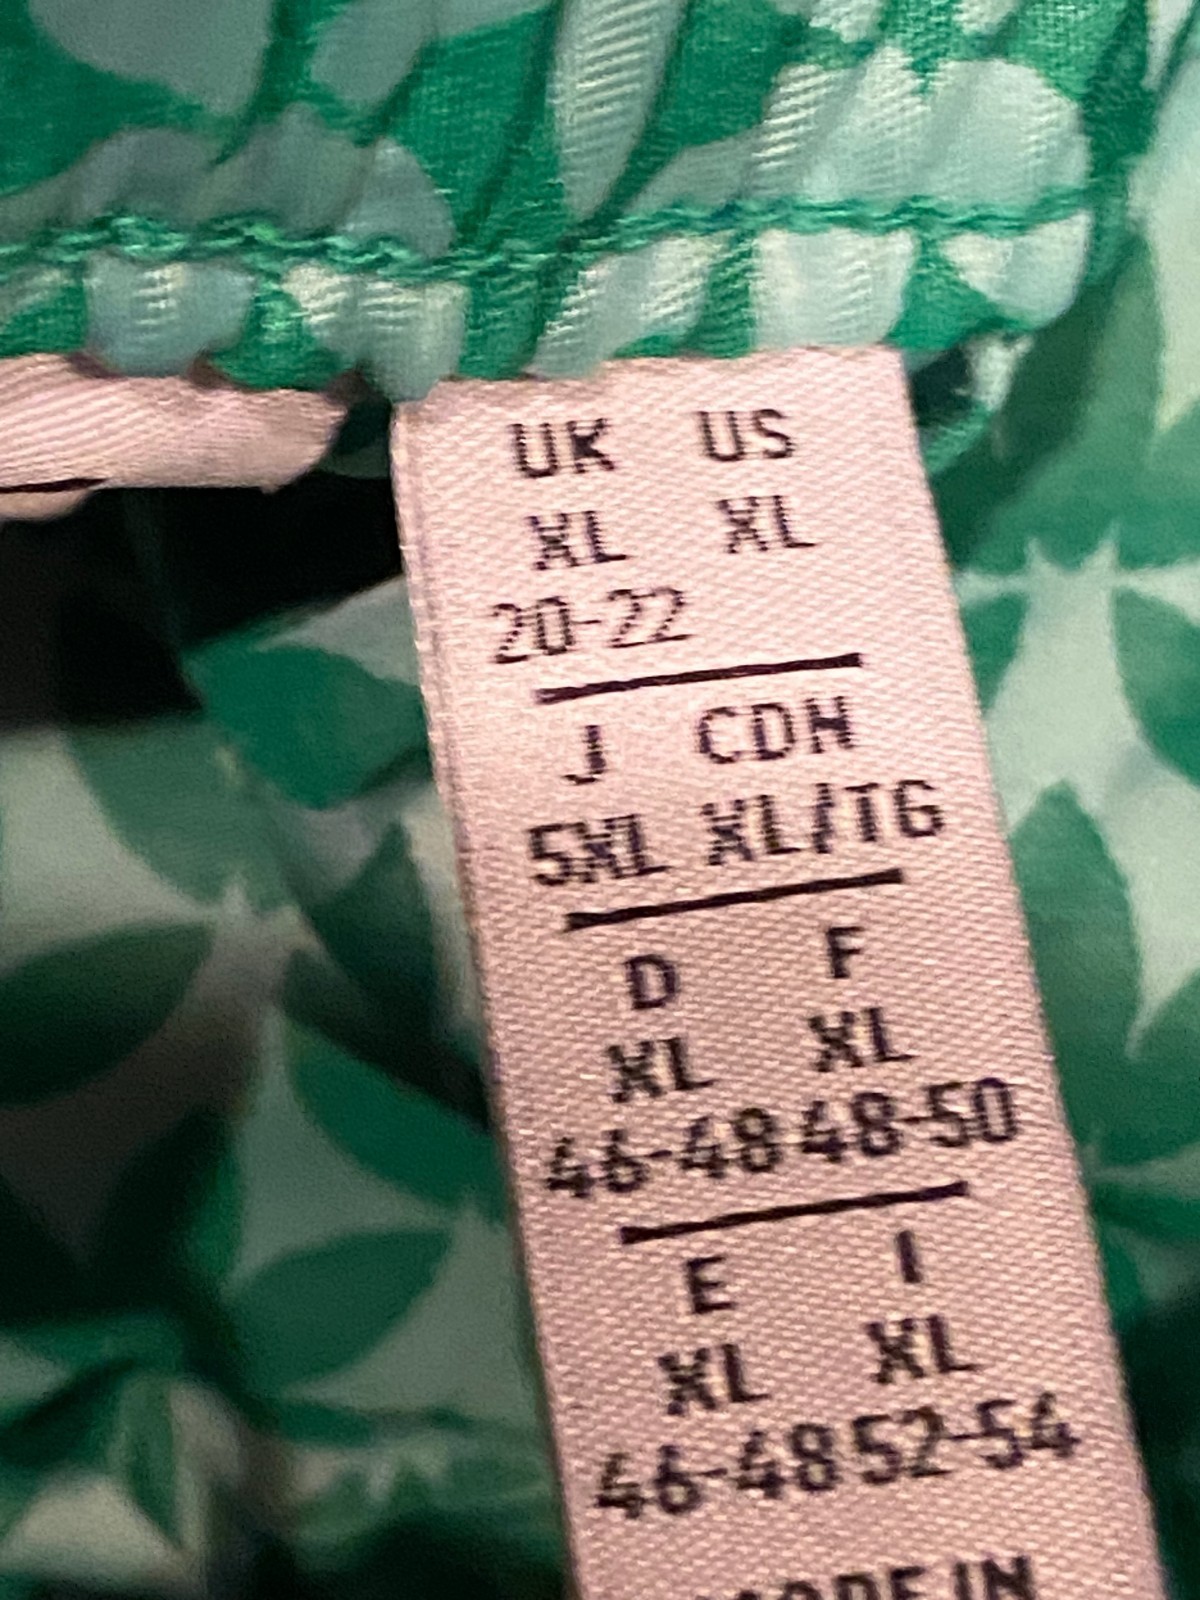 UK US
XL XL
20-22
J CDN
5XL XL/TG
D F
XL XL
46-48 48-50
E I
XL XL
46-48 52-54
IN